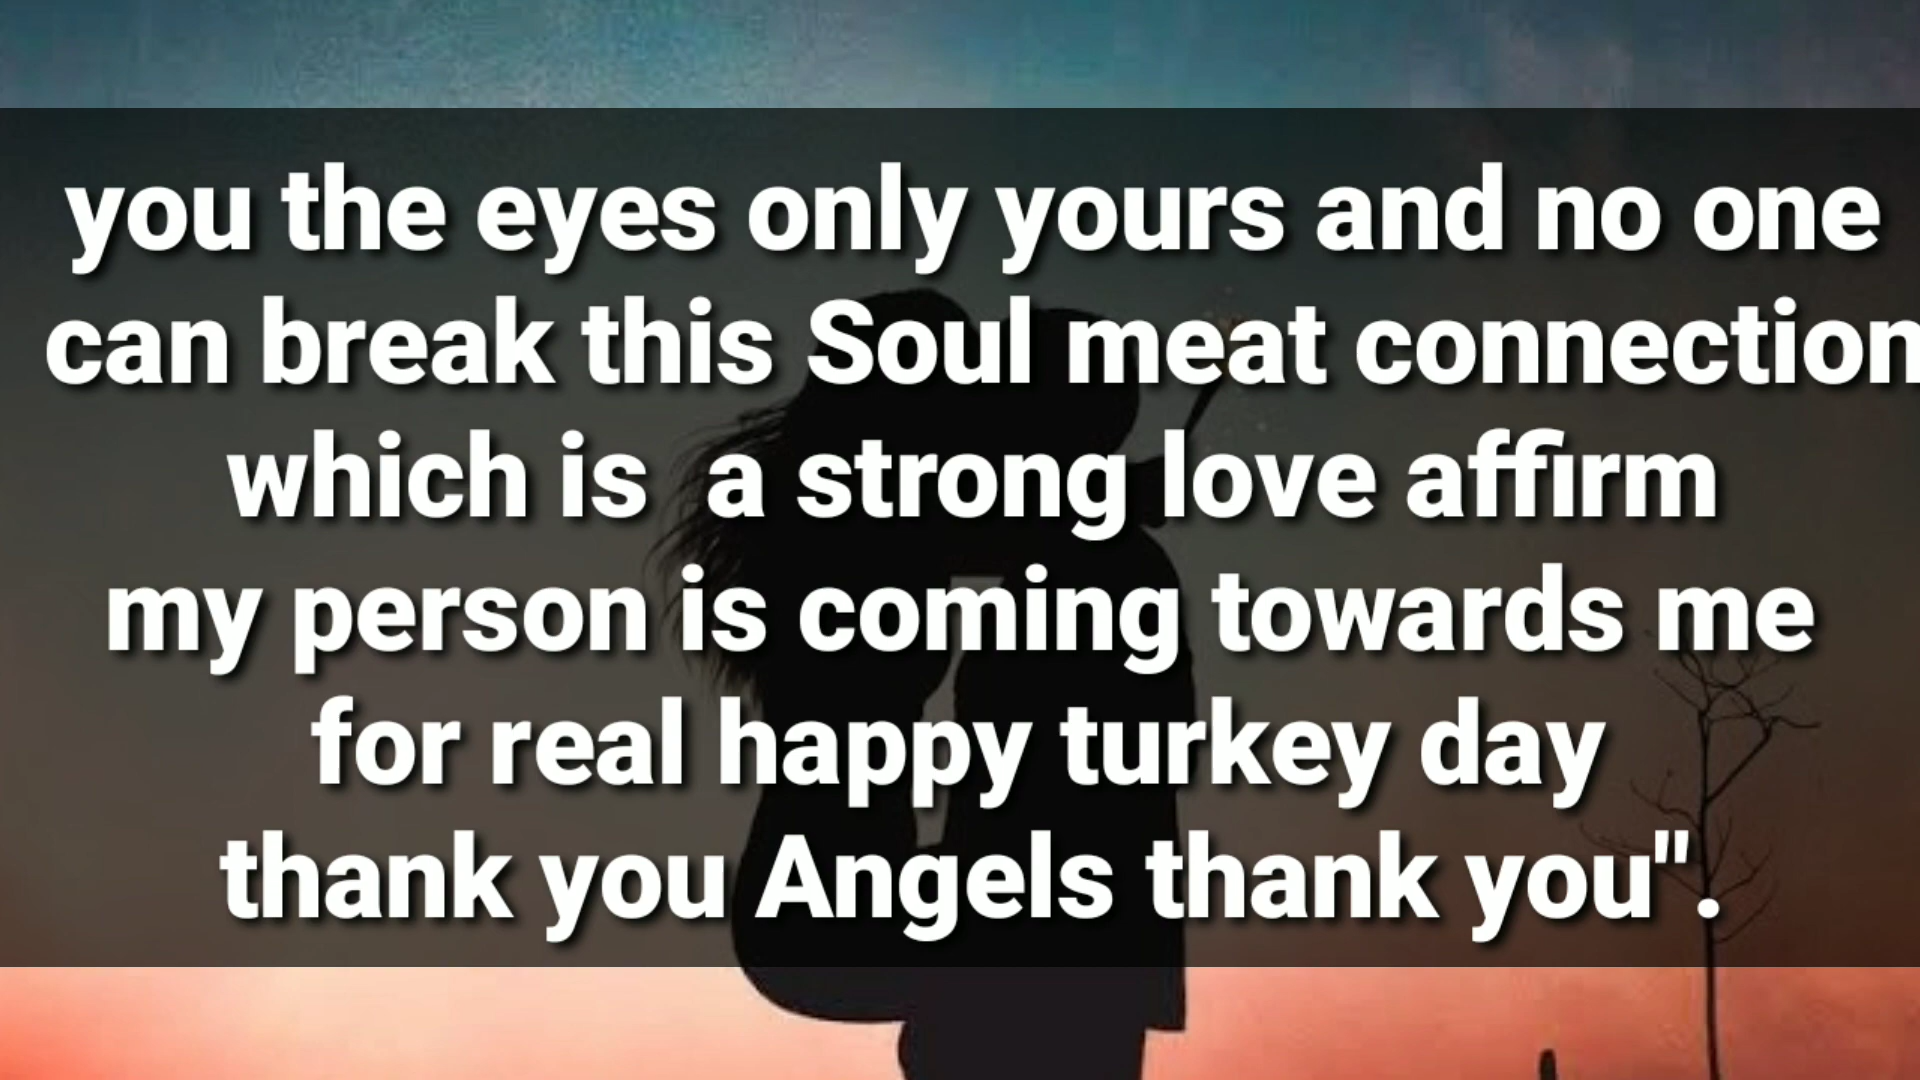 you the eyes only yours and no one
can break this Soul meat connection
which is  a strong love affirm
my person is coming towards me
for real happy turkey day
thank you Angels thank you".